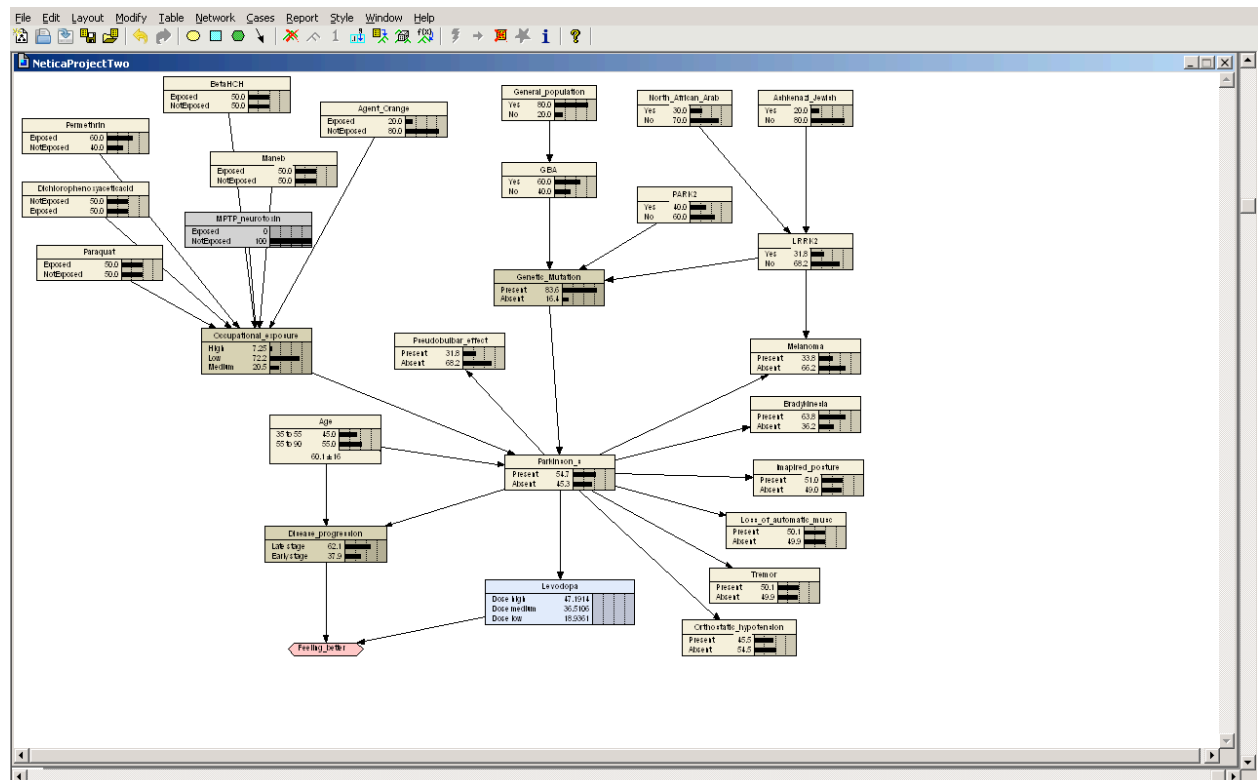 File Edit Layout Modify Table Network Cases Report Style Window Help
NeticaProjectTwo
BetaHCH
Exposed 50.0
NotExposed 50.0
Agent_Orange
Exposed 20.0
NotExposed 80.0
Permethrin
Exposed 60.0
NotExposed 40.0
Maneb
Exposed 50.0
NotExposed 50.0
Dichlorophenoxyaceticacid
NotExposed 50.0
Exposed 50.0
MPTP_neurotoxin
Exposed 0
NotExposed 100
Paraquat
Exposed 50.0
NotExposed 50.0
Occupational_exposure
High 7.25
Low 72.2
Medium 20.5
General_population
Yes 80.0
No 20.0
North_African_Arab
Yes 30.0
No 70.0
Ashkenazi_Jewish
Yes 20.0
No 80.0
GBA
Yes 60.0
No 40.0
PARK2
Yes 40.0
No 60.0
LRRK2
Yes 31.8
No 68.2
Genetic_Mutation
Present 83.6
Absent 16.4
Pseudobulbar_effect
Present 31.8
Absent 68.2
Melanoma
Present 33.8
Absent 66.2
Bradykinesia
Present 63.8
Absent 36.2
Age
35 to 55 45.0
55 to 90 55.0
60.1 ± 16
Parkinson_s
Present 54.7
Absent 45.3
Imapired_posture
Present 51.0
Absent 49.0
Loss_of_automatic_musc
Present 50.1
Absent 49.9
Disease_progression
Late stage 62.1
Early stage 37.9
Tremor
Present 50.1
Absent 49.9
Levodopa
Dose high 47.1914
Dose medium 36.5106
Dose low 18.9361
Orthostatic_hypotension
Present 45.5
Absent 54.5
Feeling_better